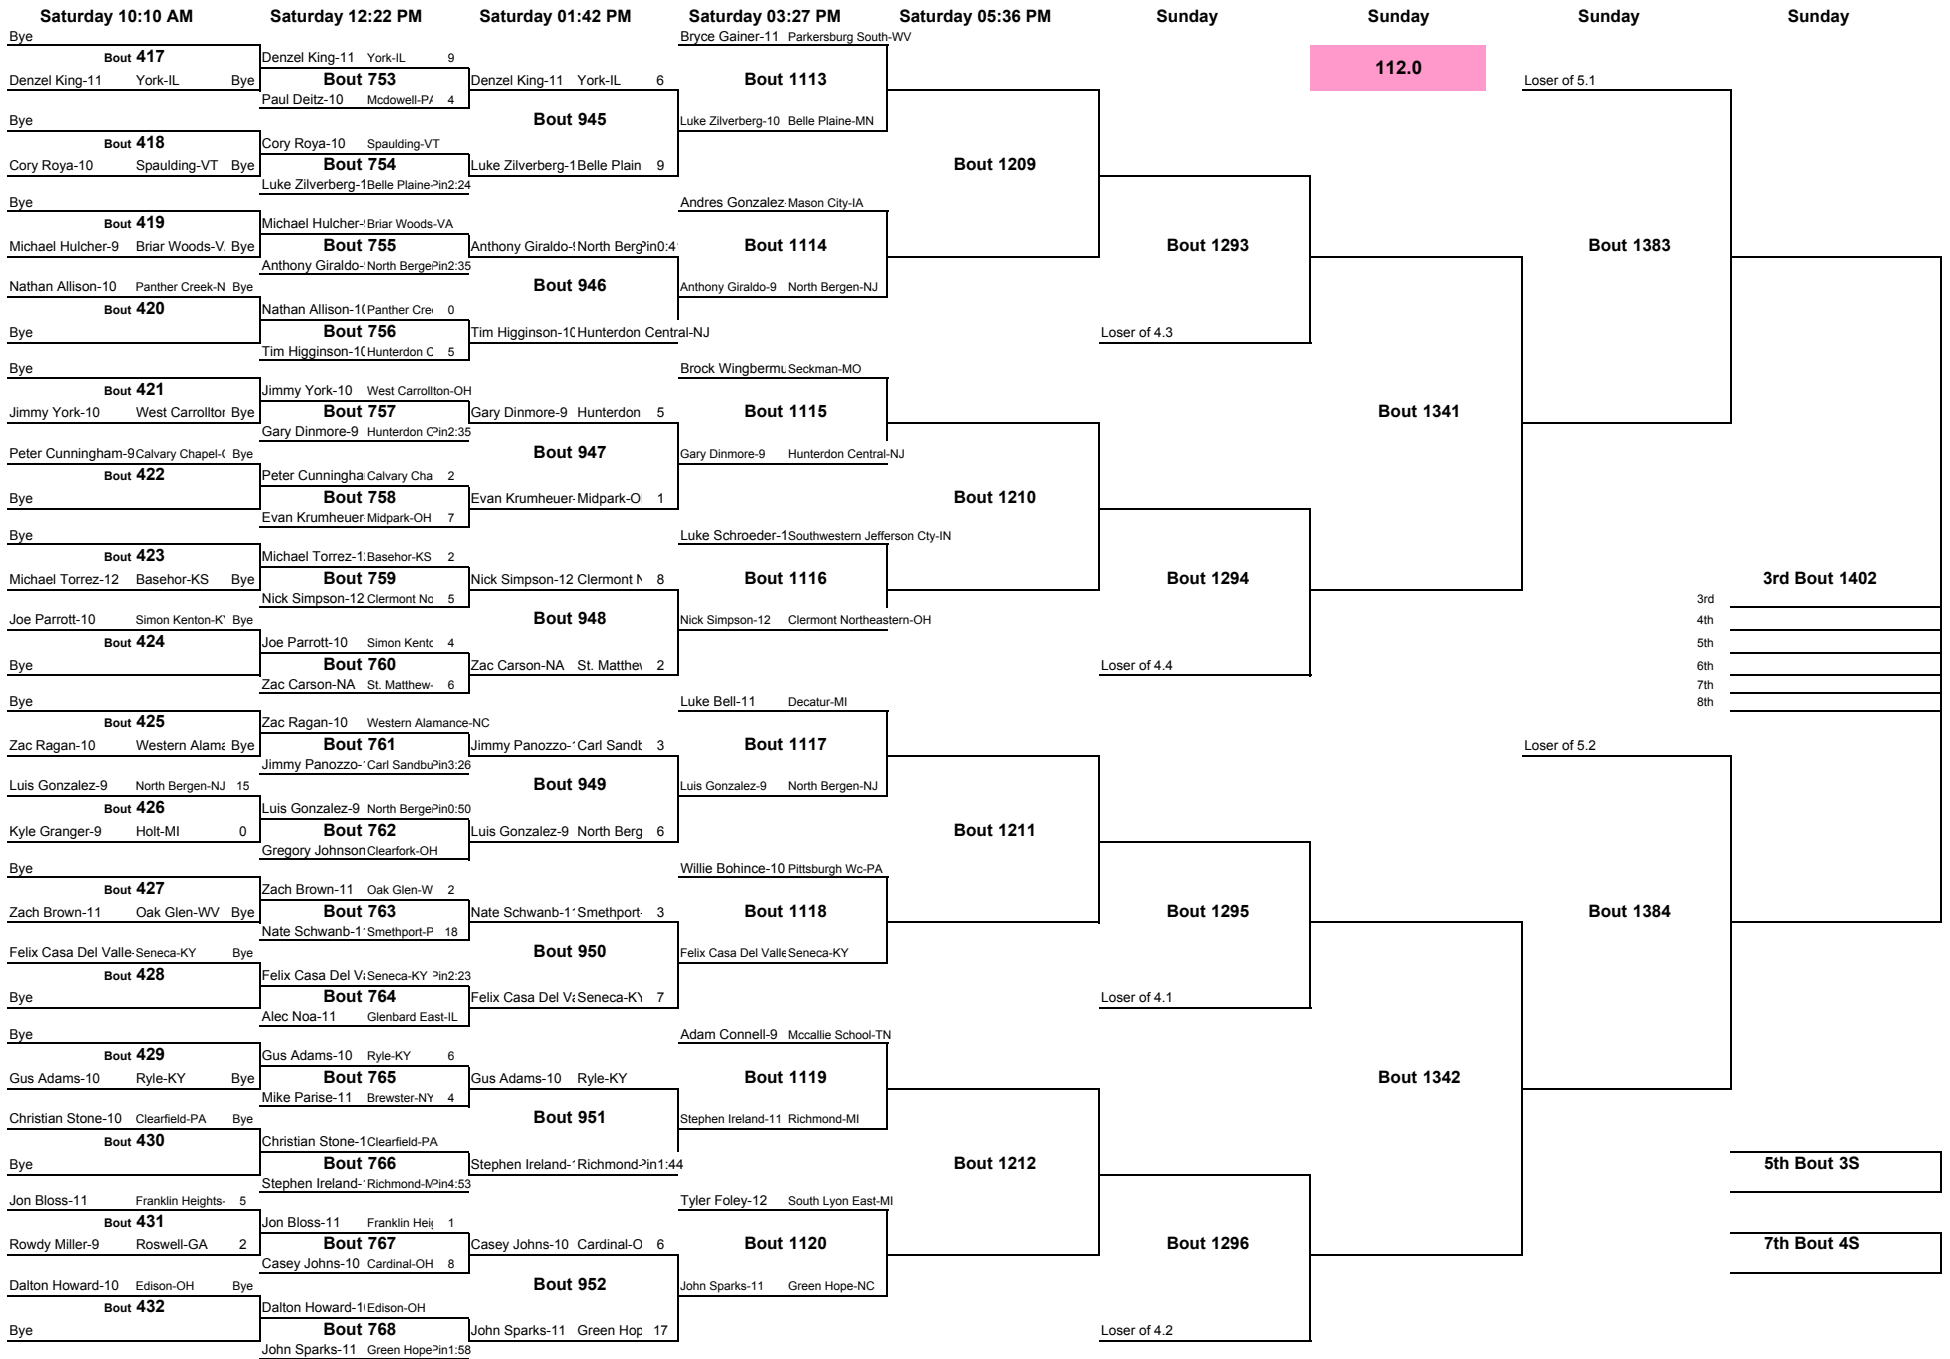 Saturday 10:10 AM Saturday 12:22 PM Saturday 01:42 PM Saturday 03:27 PM Saturday 05:36 PM Sunday Sunday Sunday Sunday
112.0
Bye
Bout 417
Denzel King-11 York-IL Bye
Bye
Bout 418
Cory Roya-10 Spaulding-VT Bye
Bye
Bout 419
Michael Hulcher-9 Briar Woods-V. Bye
Nathan Allison-10 Panther Creek-N Bye
Bout 420
Bye
Bye
Bout 421
Jimmy York-10 West Carrollton Bye
Peter Cunningham-9 Calvary Chapel-( Bye
Bout 422
Bye
Bye
Bout 423
Michael Torrez-12 Basehor-KS Bye
Joe Parrott-10 Simon Kenton-K Bye
Bout 424
Bye
Bye
Bout 425
Zac Ragan-10 Western Alama Bye
Luis Gonzalez-9 North Bergen-NJ 15
Bout 426
Kyle Granger-9 Holt-MI 0
Bye
Bout 427
Zach Brown-11 Oak Glen-WV Bye
Felix Casa Del Valle- Seneca-KY Bye
Bout 428
Bye
Bye
Bout 429
Gus Adams-10 Ryle-KY Bye
Christian Stone-10 Clearfield-PA Bye
Bout 430
Bye
Jon Bloss-11 Franklin Heights- 5
Bout 431
Rowdy Miller-9 Roswell-GA 2
Dalton Howard-10 Edison-OH Bye
Bout 432
Bye
Denzel King-11 York-IL 9
Bout 753
Paul Deitz-10 Mcdowell-PA 4
Cory Roya-10 Spaulding-VT
Bout 754
Luke Zilverberg-1 Belle Plaine- Pin2:24
Michael Hulcher- Briar Woods-VA
Bout 755
Anthony Giraldo- North Berge Pin2:35
Nathan Allison-10 Panther Cre 0
Bout 756
Tim Higginson-10 Hunterdon C 5
Jimmy York-10 West Carrollton-OH
Bout 757
Gary Dinmore-9 Hunterdon C Pin2:35
Peter Cunningha Calvary Cha 2
Bout 758
Evan Krumheuer- Midpark-OH 7
Michael Torrez-1 Basehor-KS 2
Bout 759
Nick Simpson-12 Clermont No 5
Joe Parrott-10 Simon Kento 4
Bout 760
Zac Carson-NA St. Matthew- 6
Zac Ragan-10 Western Alamance-NC
Bout 761
Jimmy Panozzo- Carl Sandbu Pin3:26
Luis Gonzalez-9 North Berge Pin0:50
Bout 762
Gregory Johnson Clearfork-OH
Zach Brown-11 Oak Glen-W 2
Bout 763
Nate Schwanb-1 Smethport-P 18
Felix Casa Del V Seneca-KY Pin2:23
Bout 764
Alec Noa-11 Glenbard East-IL
Gus Adams-10 Ryle-KY 6
Bout 765
Mike Parise-11 Brewster-NY 4
Christian Stone-1 Clearfield-PA
Bout 766
Stephen Ireland- Richmond-M Pin4:53
Jon Bloss-11 Franklin Heig 1
Bout 767
Casey Johns-10 Cardinal-OH 8
Dalton Howard-1 Edison-OH
Bout 768
John Sparks-11 Green Hope Pin1:58
Denzel King-11 York-IL 6
Bout 945
Luke Zilverberg-1 Belle Plain 9
Anthony Giraldo- North Berg Pin0:4
Bout 946
Tim Higginson-10 Hunterdon Central-NJ
Gary Dinmore-9 Hunterdon 5
Bout 947
Evan Krumheuer- Midpark-O 1
Nick Simpson-12 Clermont N 8
Bout 948
Zac Carson-NA St. Matthew 2
Jimmy Panozzo- Carl Sandb 3
Bout 949
Luis Gonzalez-9 North Berg 6
Nate Schwanb-1 Smethport- 3
Bout 950
Felix Casa Del Va Seneca-KY 7
Gus Adams-10 Ryle-KY
Bout 951
Stephen Ireland- Richmond- Pin1:44
Casey Johns-10 Cardinal-O 6
Bout 952
John Sparks-11 Green Hop 17
Bryce Gainer-11 Parkersburg South-WV
Bout 1113
Luke Zilverberg-10 Belle Plaine-MN
Andres Gonzalez- Mason City-IA
Bout 1114
Anthony Giraldo-9 North Bergen-NJ
Brock Wingbermu Seckman-MO
Bout 1115
Gary Dinmore-9 Hunterdon Central-NJ
Luke Schroeder-1 Southwestern Jefferson Cty-IN
Bout 1116
Nick Simpson-12 Clermont Northeastern-OH
Luke Bell-11 Decatur-MI
Bout 1117
Luis Gonzalez-9 North Bergen-NJ
Willie Bohince-10 Pittsburgh Wc-PA
Bout 1118
Felix Casa Del Valle Seneca-KY
Adam Connell-9 Mccallie School-TN
Bout 1119
Stephen Ireland-11 Richmond-MI
Tyler Foley-12 South Lyon East-MI
Bout 1120
John Sparks-11 Green Hope-NC
Bout 1209
Bout 1210
Bout 1211
Bout 1212
Bout 1293
Loser of 4.3
Bout 1294
Loser of 4.4
Bout 1295
Loser of 4.1
Bout 1296
Loser of 4.2
Bout 1341
Bout 1342
Loser of 5.1
Bout 1383
Loser of 5.2
Bout 1384
3rd Bout 1402
3rd
4th
5th
6th
7th
8th
5th Bout 3S
7th Bout 4S